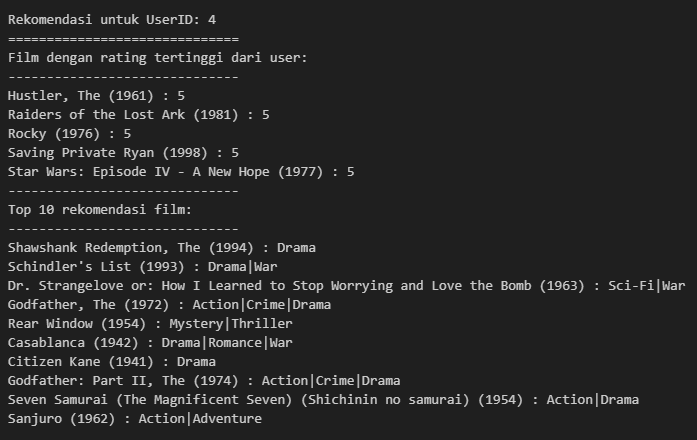 Rekomendasi untuk UserID: 4
==============================
Film dengan rating tertinggi dari user:
------------------------------
Hustler, The (1961) : 5
Raiders of the Lost Ark (1981) : 5
Rocky (1976) : 5
Saving Private Ryan (1998) : 5
Star Wars: Episode IV - A New Hope (1977) : 5
------------------------------
Top 10 rekomendasi film:
------------------------------
Shawshank Redemption, The (1994) : Drama
Schindler's List (1993) : Drama|War
Dr. Strangelove or: How I Learned to Stop Worrying and Love the Bomb (1963) : Sci-Fi|War
Godfather, The (1972) : Action|Crime|Drama
Rear Window (1954) : Mystery|Thriller
Casablanca (1942) : Drama|Romance|War
Citizen Kane (1941) : Drama
Godfather: Part II, The (1974) : Action|Crime|Drama
Seven Samurai (The Magnificent Seven) (Shichinin no samurai) (1954) : Action|Drama
Sanjuro (1962) : Action|Adventure